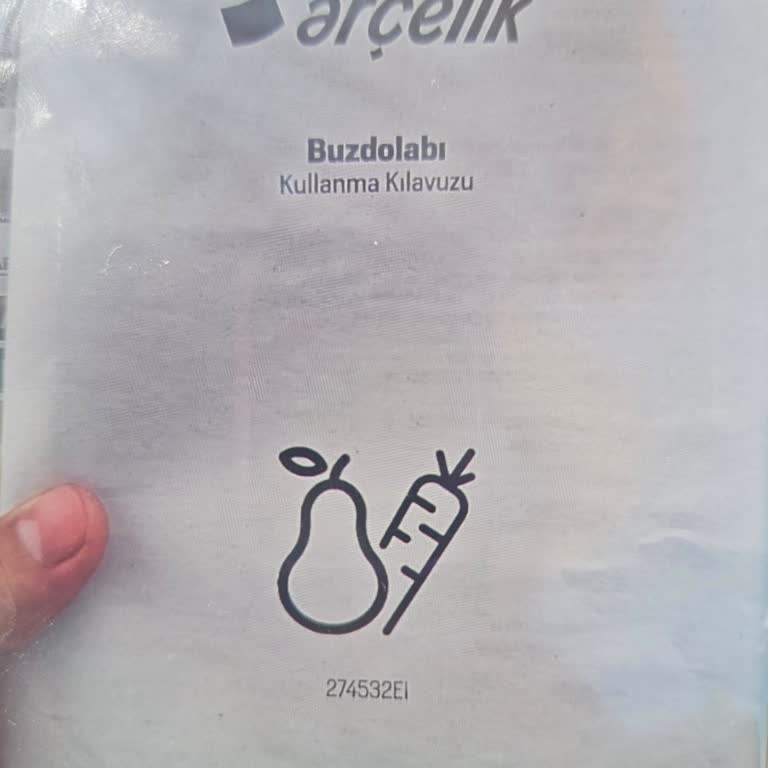 arçelik
Buzdolabı
Kullanma Kılavuzu
274532EI